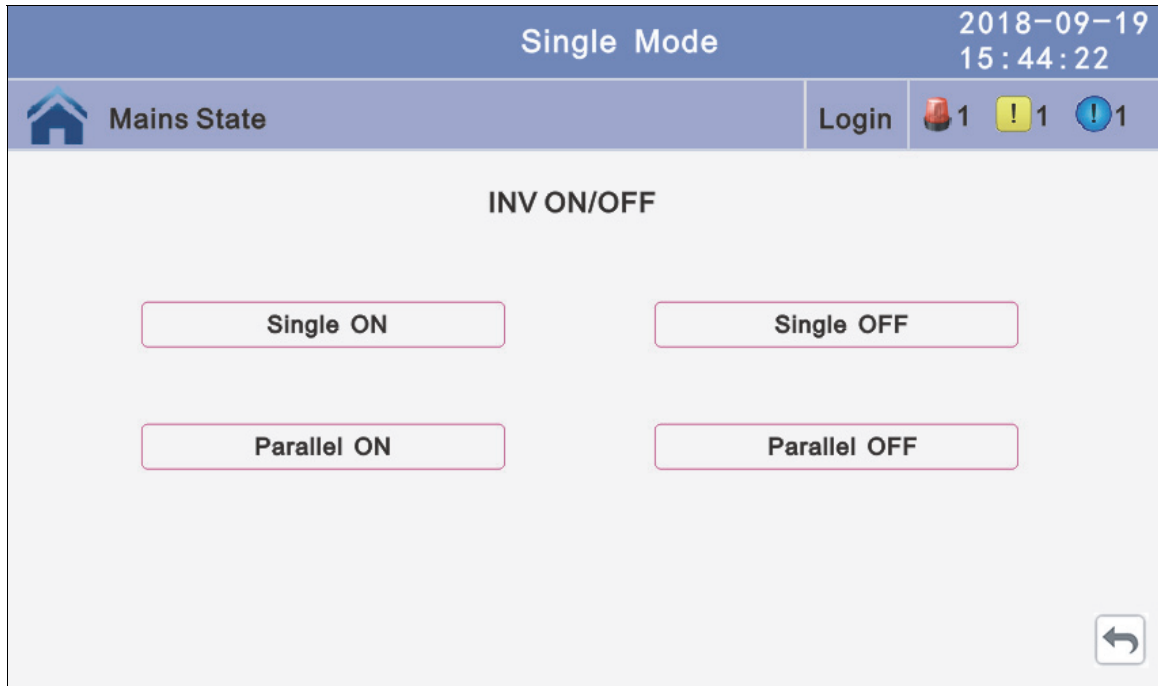 Single Mode
2018-09-19
15:44:22
Mains State
Login
1
!
1
!
1
INV ON/OFF
Single ON
Single OFF
Parallel ON
Parallel OFF